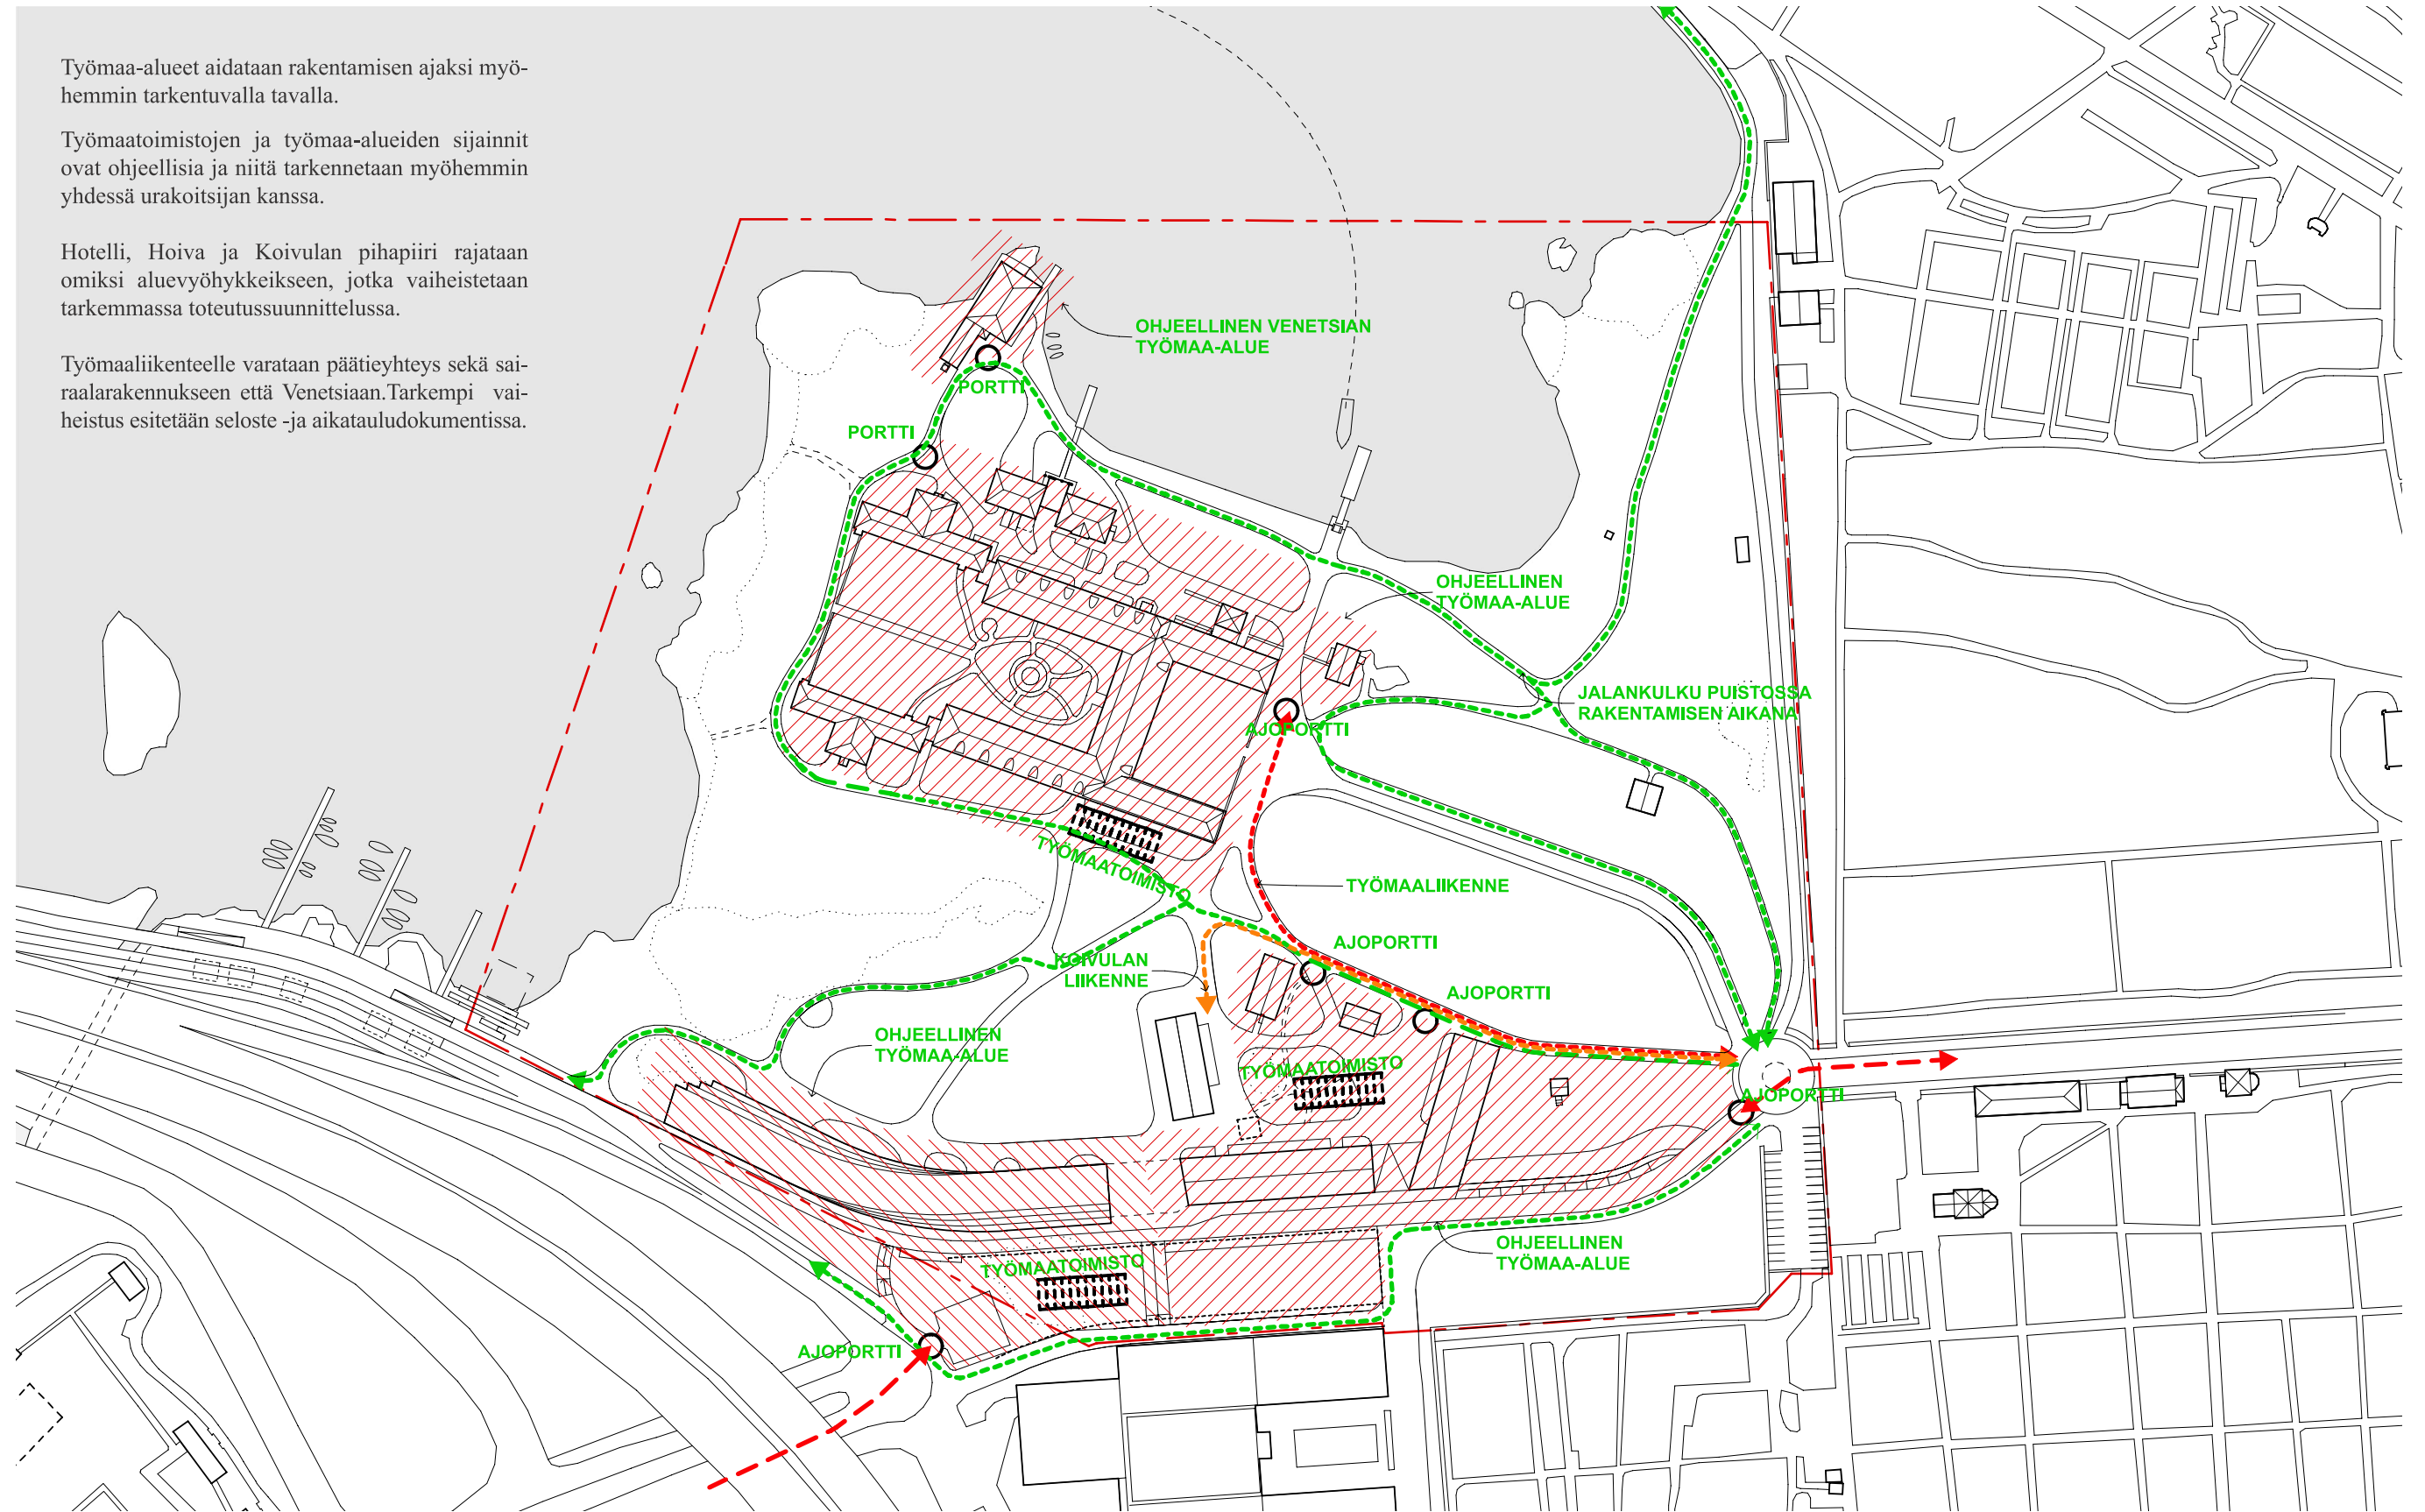 Työmaa-alueet aidataan rakentamisen ajaksi myö-
hemmin tarkentuvalla tavalla.
Työmaatoimistojen ja työmaa-alueiden sijainnit
ovat ohjeellisia ja niitä tarkennetaan myöhemmin
yhdessä urakoitsijan kanssa.
Hotelli, Hoiva ja Koivulan pihapiiri rajataan
omiksi aluevyöhykkeikseen, jotka vaiheistetaan
tarkemmassa toteutussuunnittelussa.
Työmaaliikenteelle varataan päätieyhteys sekä sai-
raalarakennukseen että Venetsiaan.Tarkempi vai-
heistus esitetään seloste -ja aikatauludokumentissa.
OHJEELLINEN VENETSIAN
TYÖMAA-ALUE
PORTTI
PORTTI
OHJEELLINEN
TYÖMAA-ALUE
JALANKULKU PUISTOSSA
RAKENTAMISEN AIKANA
AJOPORTTI
TYÖMAATOIMISTO
TYÖMAALIIKENNE
AJOPORTTI
KOIVULAN
LIIKENNE
AJOPORTTI
OHJEELLINEN
TYÖMAA-ALUE
TYÖMAATOIMISTO
AJOPORTTI
OHJEELLINEN
TYÖMAA-ALUE
TYÖMAATOIMISTO
AJOPORTTI